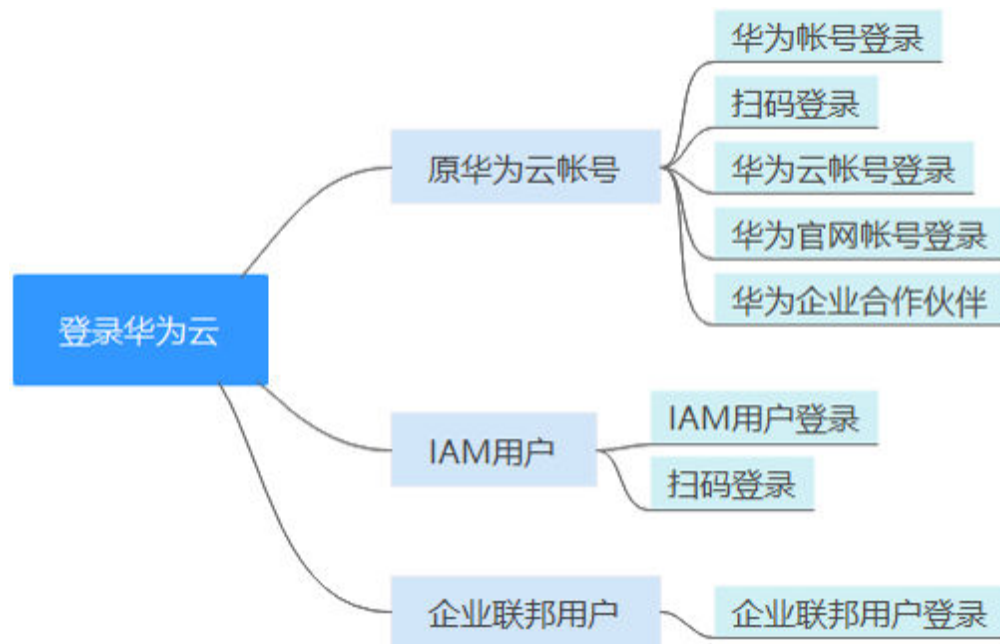 登录华为云
原华为云帐号
华为帐号登录
扫码登录
华为云帐号登录
华为官网帐号登录
华为企业合作伙伴
IAM用户
IAM用户登录
扫码登录
企业联邦用户
企业联邦用户登录